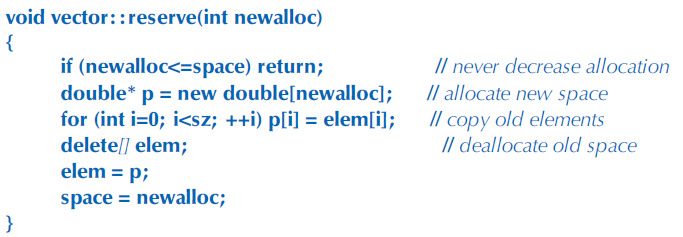 void vector::reserve(int newalloc)
{
if (newalloc<=space) return; // never decrease allocation
double* p = new double[newalloc]; // allocate new space
for (int i=0; i<sz; ++i) p[i] = elem[i]; // copy old elements
delete[] elem; // deallocate old space
elem = p;
space = newalloc;
}